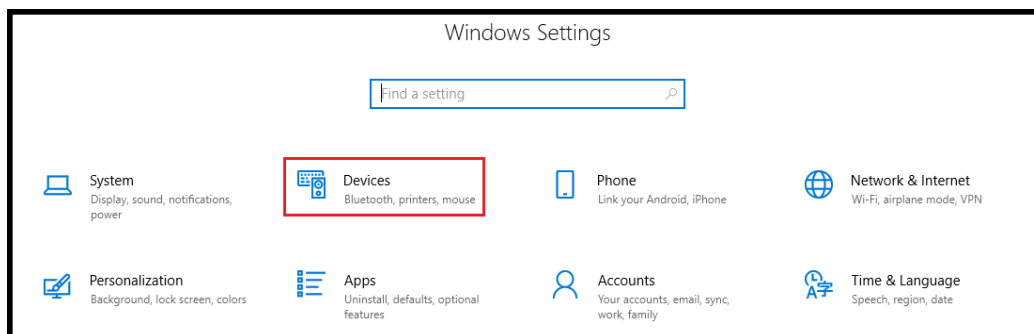 Windows Settings
Find a setting
System
Display, sound, notifications,
power
Devices
Bluetooth, printers, mouse
Phone
Link your Android, iPhone
Network & Internet
Wi-Fi, airplane mode, VPN
Personalization
Background, lock screen, colors
Apps
Uninstall, defaults, optional
features
Accounts
Your accounts, email, sync,
work, family
Time & Language
Speech, region, date